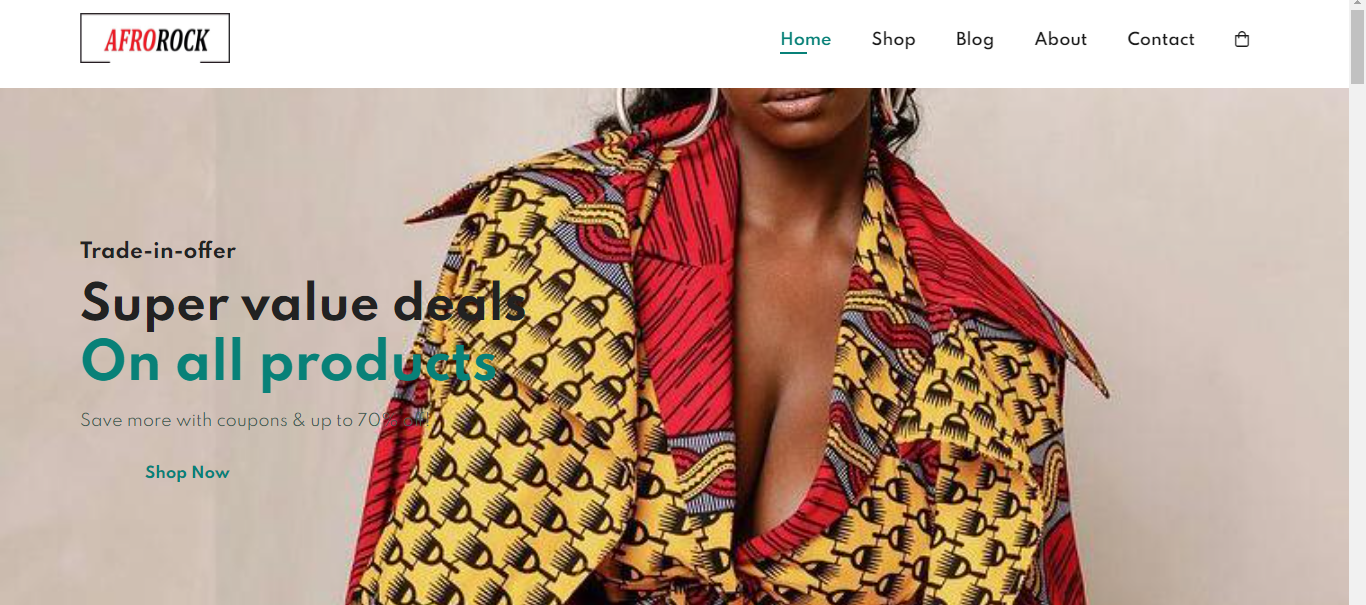 AFROROCK
Home
Shop
Blog
About
Contact
Trade-in-offer
Super value deals
On all products
Save more with coupons & up to 70% off!
Shop Now